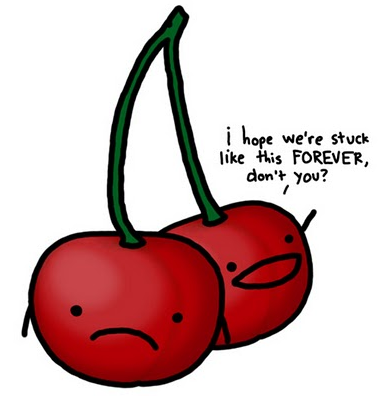 i hope we're stuck
like this FOREVER,
don't you?